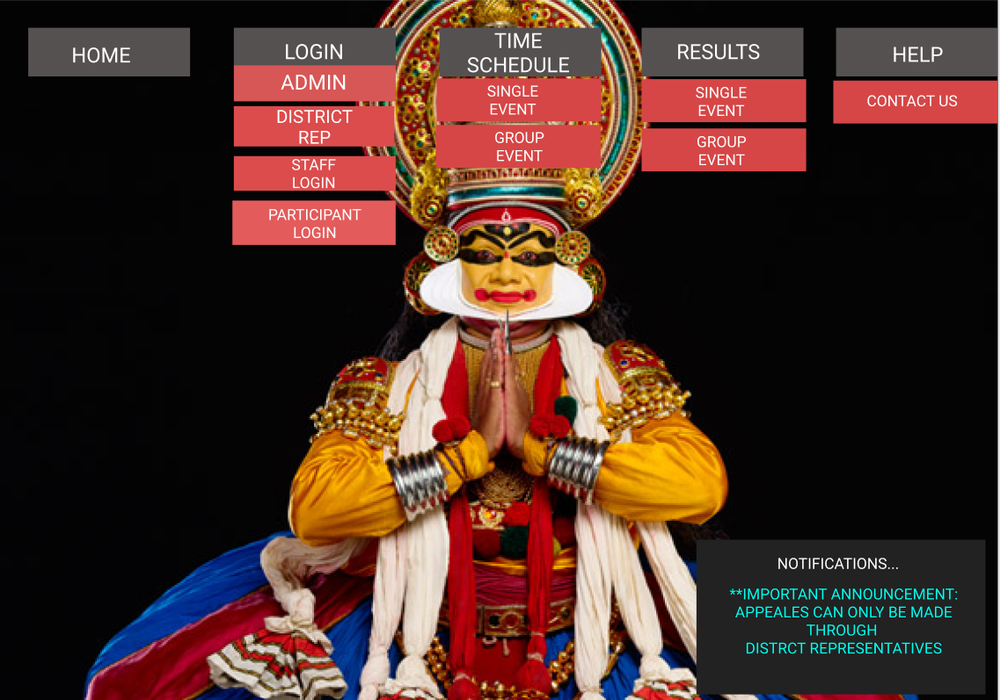 HOME
LOGIN
ADMIN
DISTRICT
REP
STAFF
LOGIN
PARTICIPANT
LOGIN
TIME
SCHEDULE
SINGLE
EVENT
GROUP
EVENT
RESULTS
SINGLE
EVENT
GROUP
EVENT
HELP
CONTACT US
NOTIFICATIONS...
**IMPORTANT ANNOUNCEMENT:
APPEALES CAN ONLY BE MADE
THROUGH
DISTRCT REPRESENTATIVES